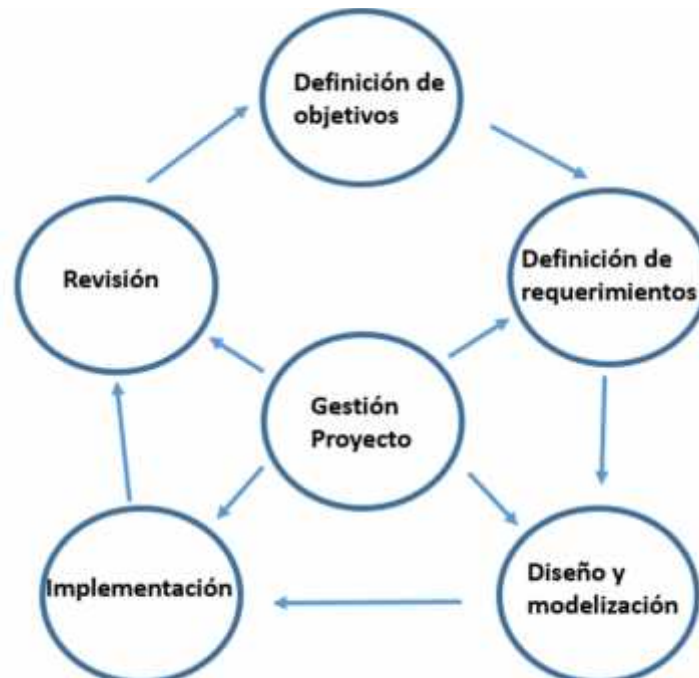 Definición de
objetivos
Revisión
Definición de
requerimientos
Gestión
Proyecto
Implementación
Diseño y
modelización